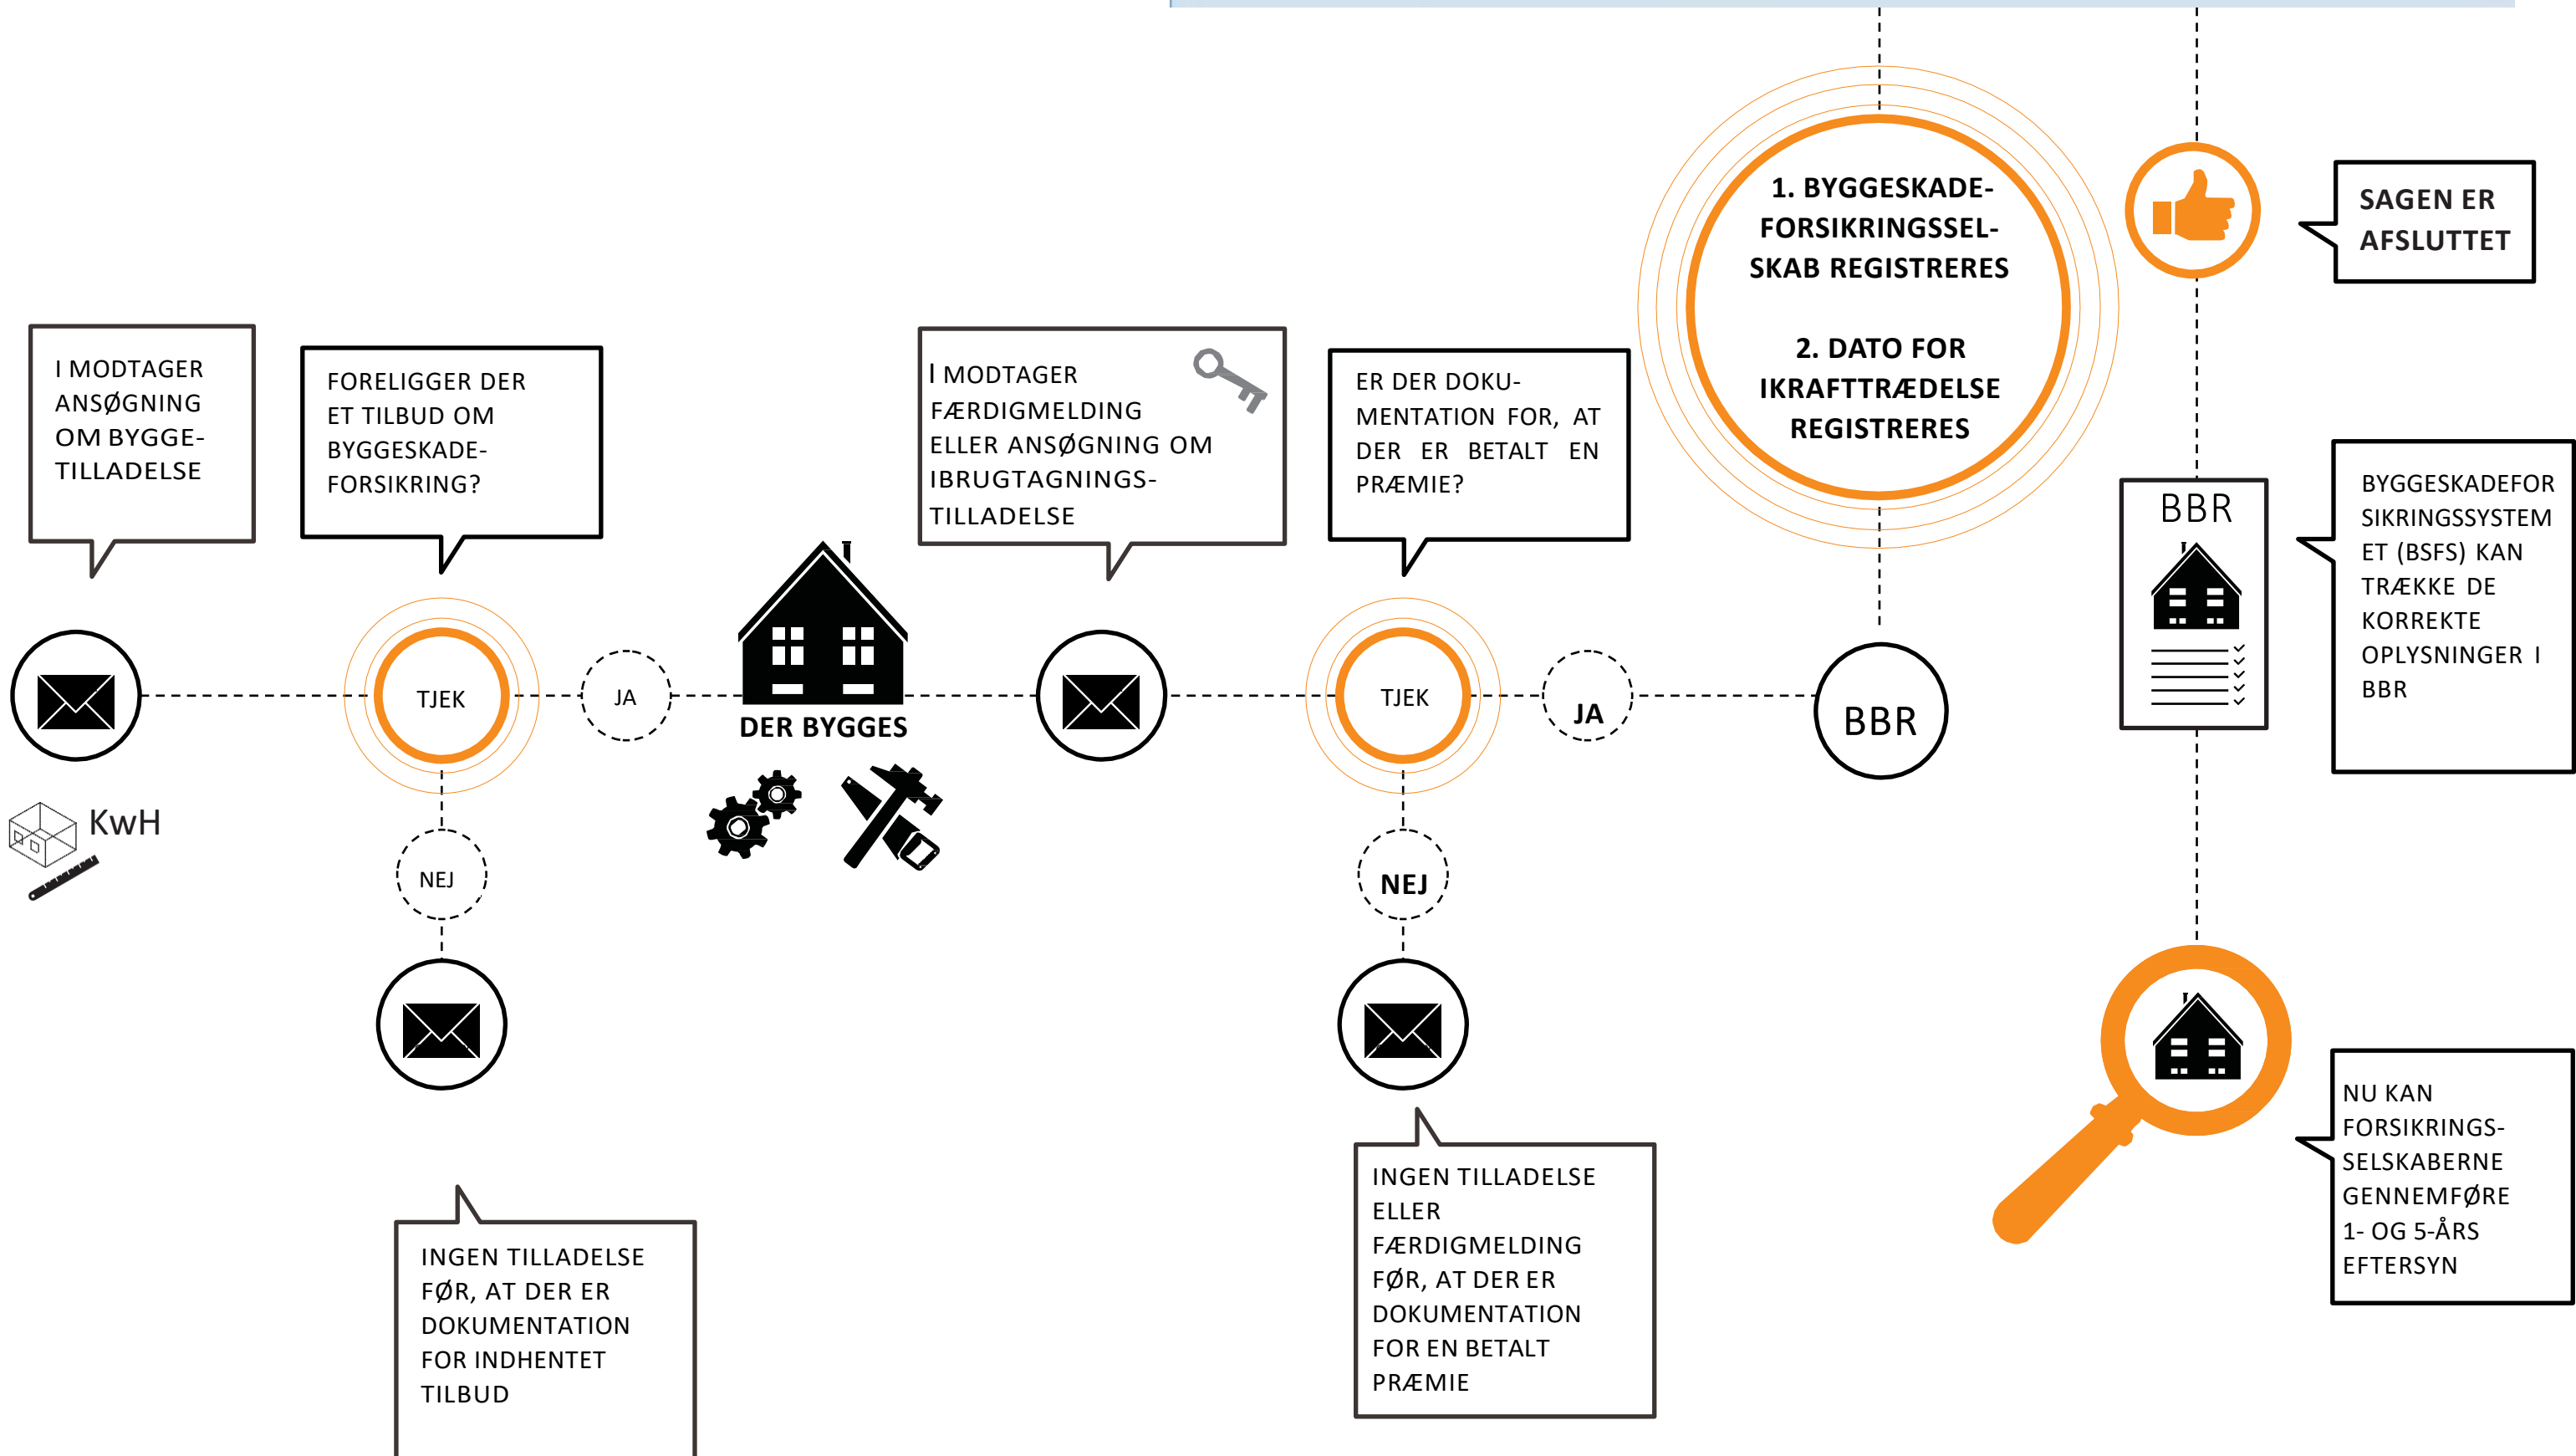 I MODTAGER
ANSØGNING
OM BYGGE-
TILLADELSE
FORELIGGER DER
ET TILBUD OM
BYGGESKADE-
FORSIKRING?
I MODTAGER
FÆRDIGMELDING
ELLER ANSØGNING OM
IBRUGTAGNINGS-
TILLADELSE
ER DER DOKU-
MENTATION FOR, AT
DER ER BETALT EN
PRÆMIE?
1. BYGGESKADE-
FORSIKRINGSSEL-
SKAB REGISTRERES
2. DATO FOR
IKRAFTTRÆDELSE
REGISTRERES
SAGEN ER
AFSLUTTET
BBR
BYGGESKADEFOR
SIKRINGSSYSTEM
ET (BSFS) KAN
TRÆKKE DE
KORREKTE
OPLYSNINGER I
BBR
TJEK
JA
DER BYGGES
TJEK
JA
BBR
KwH
NEJ
NEJ
INGEN TILLADELSE
FØR, AT DER ER
DOKUMENTATION
FOR INDHENTET
TILBUD
INGEN TILLADELSE
ELLER
FÆRDIGMELDING
FØR, AT DER ER
DOKUMENTATION
FOR EN BETALT
PRÆMIE
NU KAN
FORSIKRINGS-
SELSKABERNE
GENNEMFØRE
1- OG 5-ÅRS
EFTERSYN